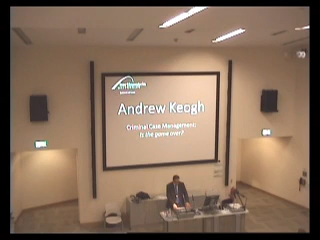 Andrew Keogh
Criminal Case Management:
Is the game over?